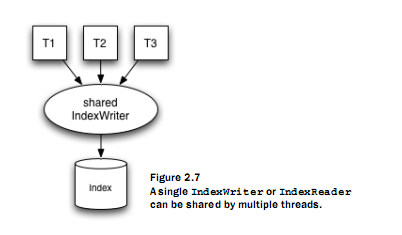 T1
T2
T3
shared
IndexWriter
Index
Figure 2.7
A single IndexWriter or IndexReader
can be shared by multiple threads.